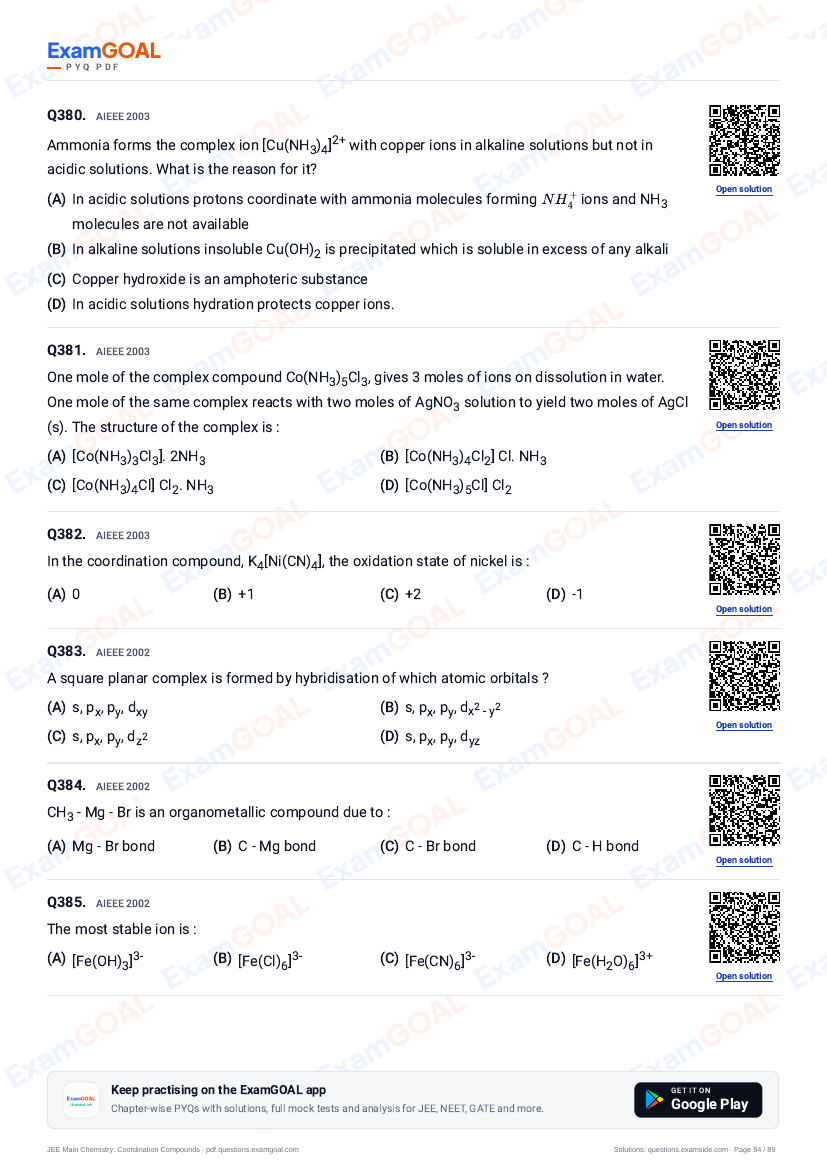 ExamGOAL
PYQ PDF
Q380. AIEEE 2003
Ammonia forms the complex ion [Cu(NH3)4]2+ with copper ions in alkaline solutions but not in
acidic solutions. What is the reason for it?
Open solution
(A) In acidic solutions protons coordinate with ammonia molecules forming NH4+ ions and NH3
molecules are not available
(B) In alkaline solutions insoluble Cu(OH)2 is precipitated which is soluble in excess of any alkali
(C) Copper hydroxide is an amphoteric substance
(D) In acidic solutions hydration protects copper ions.
Q381. AIEEE 2003
One mole of the complex compound Co(NH3)5Cl3, gives 3 moles of ions on dissolution in water.
One mole of the same complex reacts with two moles of AgNO3 solution to yield two moles of AgCl
(s). The structure of the complex is :
Open solution
(A) [Co(NH3)3Cl3]. 2NH3 (B) [Co(NH3)4Cl2] Cl. NH3
(C) [Co(NH3)4Cl] Cl2. NH3 (D) [Co(NH3)5Cl] Cl2
Q382. AIEEE 2003
In the coordination compound, K4[Ni(CN)4], the oxidation state of nickel is :
(A) 0 (B) +1 (C) +2 (D) -1
Open solution
Q383. AIEEE 2002
A square planar complex is formed by hybridisation of which atomic orbitals ?
(A) s, px, py, dxy (B) s, px, py, dx2 - y2
Open solution
(C) s, px, py, dz2 (D) s, px, py, dyz
Q384. AIEEE 2002
CH3 - Mg - Br is an organometallic compound due to :
(A) Mg - Br bond (B) C - Mg bond (C) C - Br bond (D) C - H bond
Open solution
Q385. AIEEE 2002
The most stable ion is :
(A) [Fe(OH)3]3- (B) [Fe(Cl)6]3- (C) [Fe(CN)6]3- (D) [Fe(H2O)6]3+
Open solution
Keep practising on the ExamGOAL app
Chapter-wise PYQs with solutions, full mock tests and analysis for JEE, NEET, GATE and more.
GET IT ON
Google Play
JEE Main Chemistry: Coordination Compounds · pdf.questions.examgoal.com Solutions: questions.examside.com · Page 84 / 89